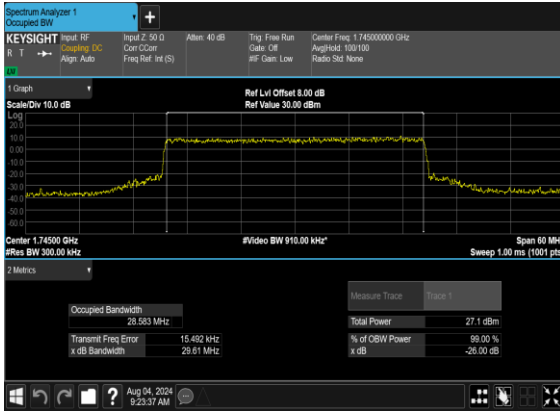 Spectrum Analyzer 1
Occupied BW
+
KEYSIGHT
R T
Input: RF
Coupling: DC
Align: Auto
Input Z: 50 Ω
Corr CCorr
Freq Ref: Int (S)
Atten: 40 dB
Trig: Free Run
Gate: Off
#IF Gain: Low
Center Freq: 1.745000000 GHz
Avg|Hold: 100/100
Radio Std: None
1 Graph
Scale/Div 10.0 dB
Ref Lvl Offset 8.00 dB
Ref Value 30.00 dBm
Log
20.0
10.0
0.00
-10.0
-20.0
-30.0
-40.0
-50.0
-60.0
Center 1.74500 GHz
#Res BW 300.00 kHz
#Video BW 910.00 kHz*
Span 60 MH
Sweep 1.00 ms (1001 pts
2 Metrics
Measure Trace
Trace 1
Occupied Bandwidth
28.583 MHz
Total Power
27.1 dBm
Transmit Freq Error
15.492 kHz
% of OBW Power
99.00 %
x dB Bandwidth
29.61 MHz
x dB
-26.00 dB
?
Aug 04, 2024
9:23:37 AM